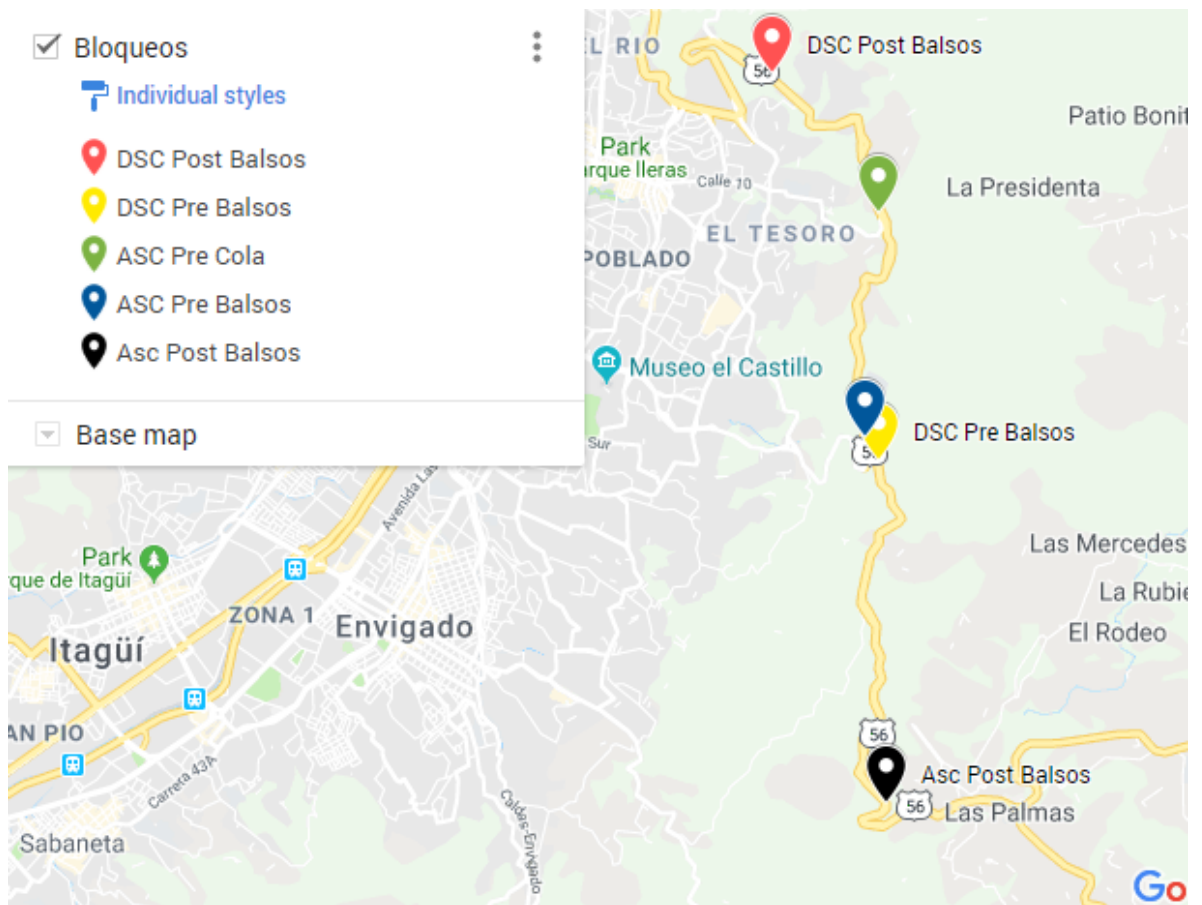 Bloqueos
Individual styles
DSC Post Balsos
DSC Pre Balsos
ASC Pre Cola
ASC Pre Balsos
Asc Post Balsos
Base map
EL RIO
56
DSC Post Balsos
Patio Bonit
Park
arque lleras
Calle 10
La Presidenta
EL TESORO
POBLADO
Museo el Castillo
DSC Pre Balsos
Sur
Avenida Las
Las Mercedes
Park
rque de Itagüí
La Rubie
ZONA 1
Envigado
El Rodeo
Itagüí
AN PIO
56
Carrera 43A
Asc Post Balsos
56
Las Palmas
Caldas-Envigado
Sabaneta
Go